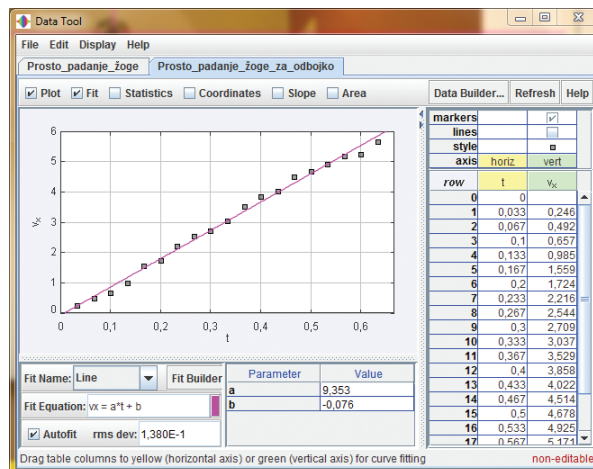 Data Tool
File Edit Display Help
Prosto_padanje_žoge Prosto_padanje_žoge_za_odbojko
Plot Fit Statistics Coordinates Slope Area
Data Builder... Refresh Help
6
5
4
3
2
1
0
vx
0 0,1 0,2 0,3 0,4 0,5 0,6
t
markers
lines
style
axis horiz vert
row t vx
0 0
1 0,033 0,246
2 0,067 0,492
3 0,1 0,657
4 0,133 0,985
5 0,167 1,559
6 0,2 1,724
7 0,233 2,216
8 0,267 2,544
9 0,3 2,709
10 0,333 3,037
11 0,367 3,529
12 0,4 3,858
13 0,433 4,022
14 0,467 4,514
15 0,5 4,678
16 0,533 4,925
17 0,567 5,171
Fit Name: Line Fit Builder
Fit Equation: vx = a*t + b
Autofit rms dev: 1,380E-1
Parameter Value
a 9,353
b -0,076
Drag table columns to yellow (horizontal axis) or green (vertical axis) for curve fitting non-editable